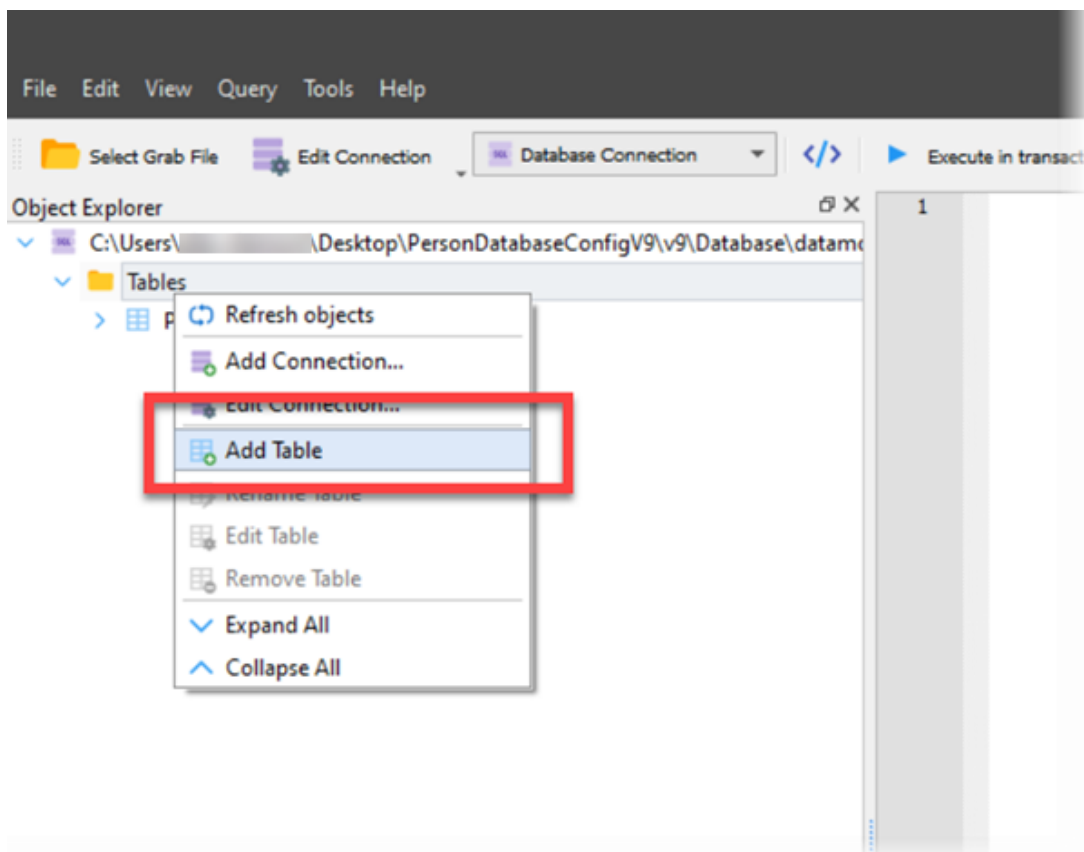 File Edit View Query Tools Help
Select Grab File Edit Connection Database Connection </> Execute in transact
Object Explorer 1
C:\Users\ \Desktop\PersonDatabaseConfigV9\v9\Database\datamo
Tables
P
Refresh objects
Add Connection...
Edit Connection...
Add Table
Rename Table
Edit Table
Remove Table
Expand All
Collapse All